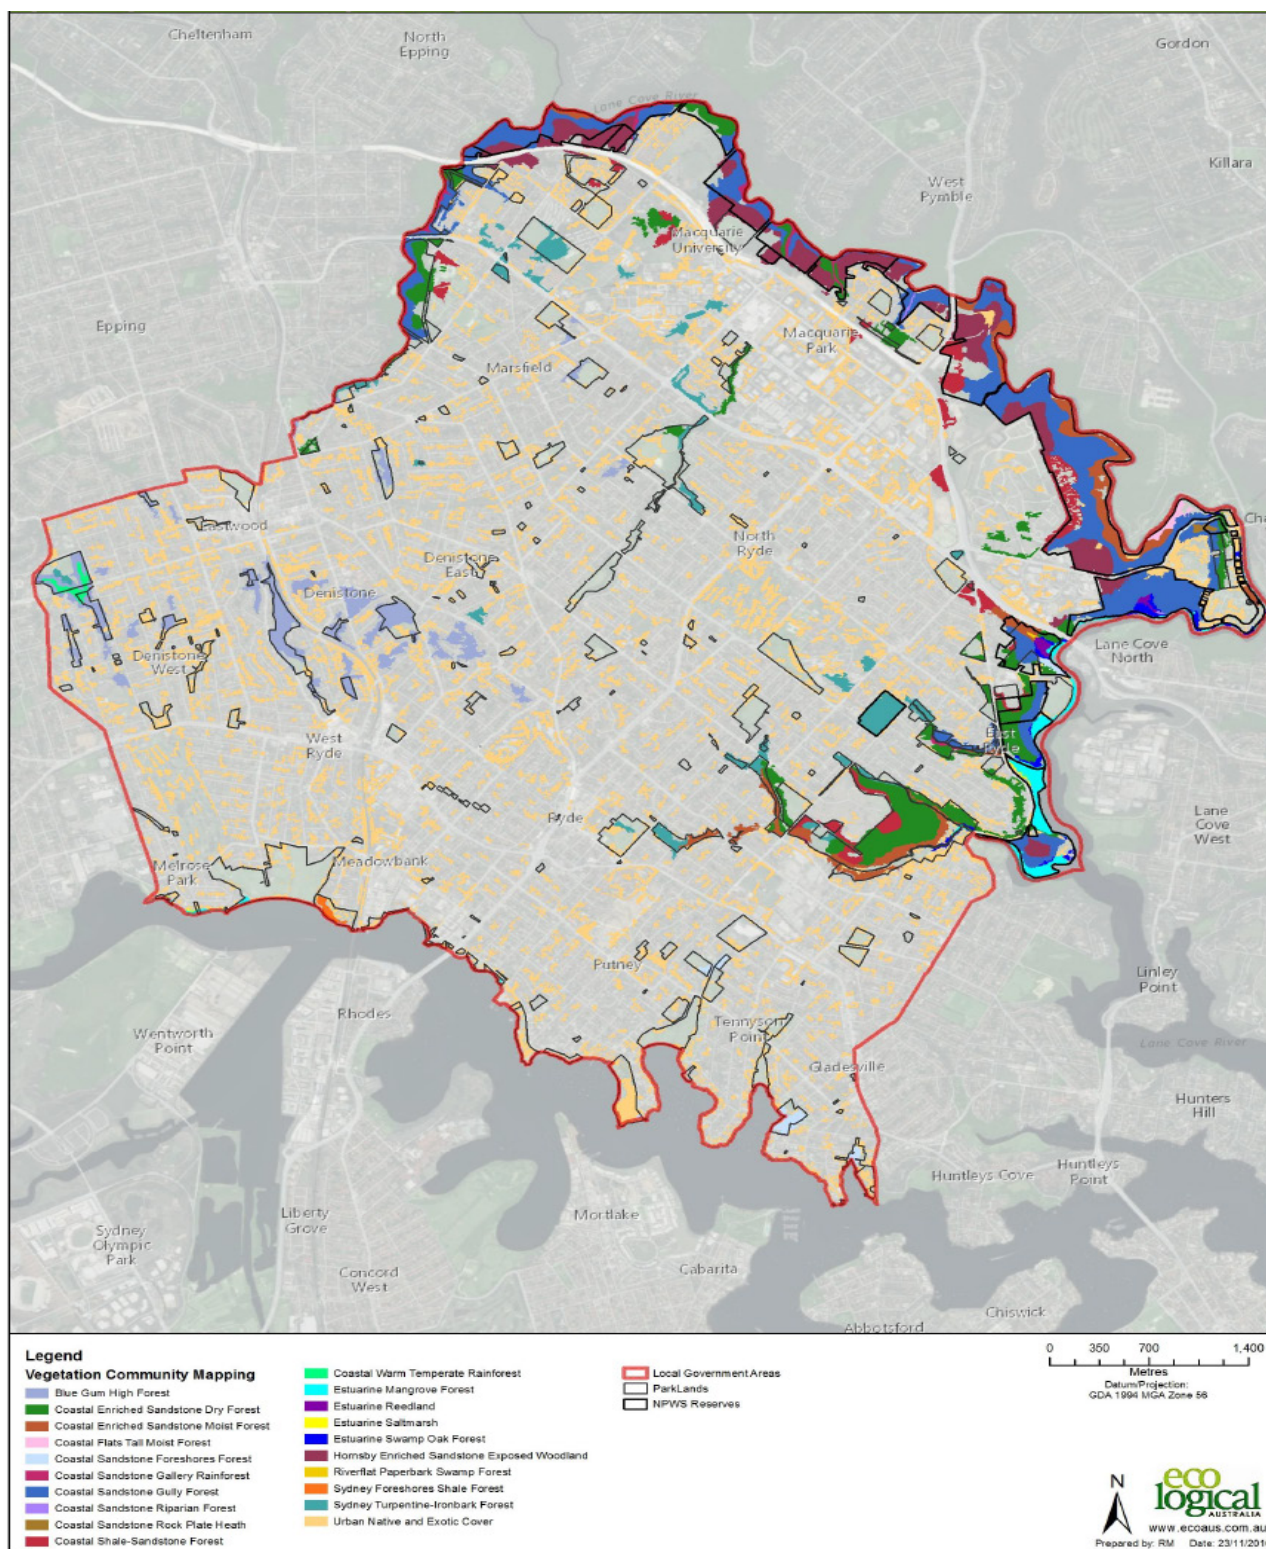 Cheltenham
North
Epping
Gordon
Lane Cove River
Killara
West
Pymble
Macquarie
University
Epping
Macquarie
Park
Marsfield
Eastwood
North
Ryde
Denistone
East
Denistone
Lane Cove
North
Denistone
West
West
Ryde
East
Ryde
Ryde
Lane
Cove
West
Melrose
Park
Meadowbank
Putney
Linley
Point
Rhodes
Wentworth
Point
Tennyson
Point
Lane Cove River
Gladesville
Hunters
Hill
Huntleys Cove
Huntleys
Point
Liberty
Grove
Mortlake
Sydney
Olympic
Park
Cabarita
Concord
West
Chiswick
Abbotsford
Legend
Vegetation Community Mapping
Blue Gum High Forest
Coastal Enriched Sandstone Dry Forest
Coastal Enriched Sandstone Moist Forest
Coastal Flats Tall Moist Forest
Coastal Sandstone Foreshores Forest
Coastal Sandstone Gallery Rainforest
Coastal Sandstone Gully Forest
Coastal Sandstone Riparian Forest
Coastal Sandstone Rock Plate Heath
Coastal Shale-Sandstone Forest
Coastal Warm Temperate Rainforest
Estuarine Mangrove Forest
Estuarine Reedland
Estuarine Saltmarsh
Estuarine Swamp Oak Forest
Hornsby Enriched Sandstone Exposed Woodland
Riverflat Paperbark Swamp Forest
Sydney Foreshores Shale Forest
Sydney Turpentine-Ironbark Forest
Urban Native and Exotic Cover
Local Government Areas
ParkLands
NPWS Reserves
0 350 700 1,400
Metres
Datum/Projection:
GDA 1994 MGA Zone 56
N
eco
logical
AUSTRALIA
www.ecoaus.com.au
Prepared by: RM Date: 23/11/201